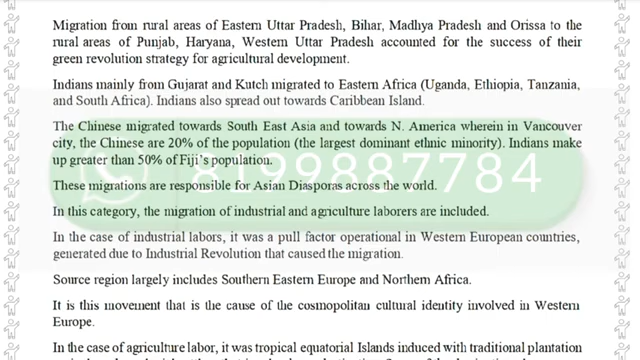 Migration from rural areas of Eastern Uttar Pradesh, Bihar, Madhya Pradesh and Orissa to the
rural areas of Punjab, Haryana, Western Uttar Pradesh accounted for the success of their
green revolution strategy for agricultural development.
Indians mainly from Gujarat and Kutch migrated to Eastern Africa (Uganda, Ethiopia, Tanzania,
and South Africa). Indians also spread out towards Caribbean Island.
The Chinese migrated towards South East Asia and towards N. America wherein in Vancouver
city, the Chinese are 20% of the population (the largest dominant ethnic minority). Indians make
up greater than 50% of Fiji's population.
8199887784
These migrations are responsible for Asian Diasporas across the world.
In this category, the migration of industrial and agriculture laborers are included.
In the case of industrial labors, it was a pull factor operational in Western European countries,
generated due to Industrial Revolution that caused the migration.
Source region largely includes Southern Eastern Europe and Northern Africa.
It is this movement that is the cause of the cosmopolitan cultural identity involved in Western
Europe.
In the case of agriculture labor, it was tropical equatorial Islands induced with traditional plantation